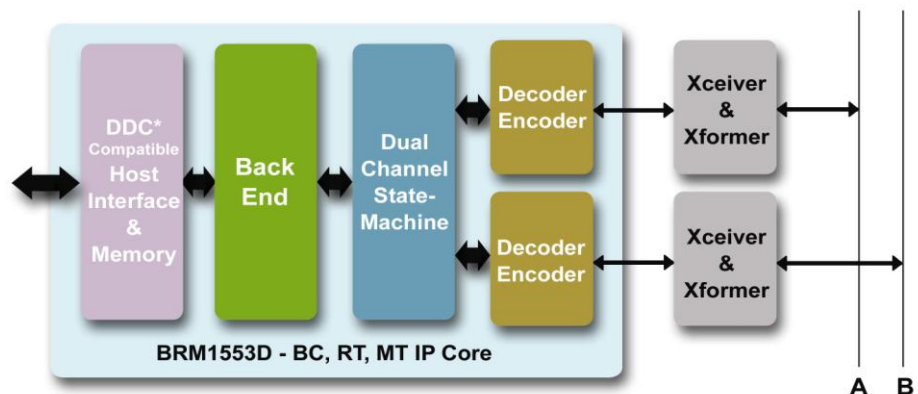 DDC*
Compatible
Host
Interface
&
Memory
Back
End
Dual
Channel
State-
Machine
Decoder
Encoder
Decoder
Encoder
Xceiver
&
Xformer
Xceiver
&
Xformer
BRM1553D - BC, RT, MT IP Core
A
B